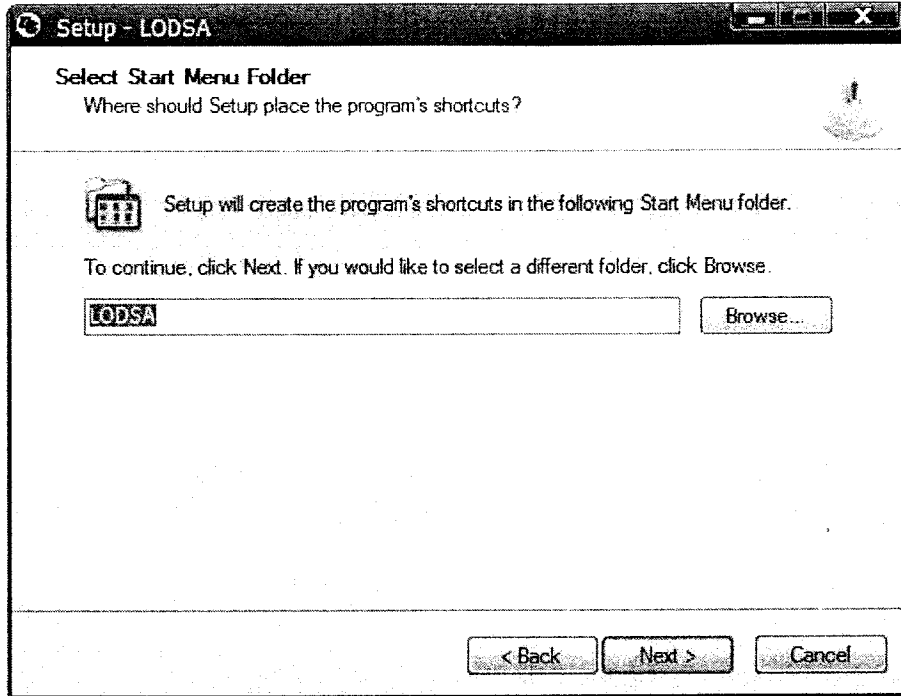 Setup - LODSA
Select Start Menu Folder
Where should Setup place the program's shortcuts?
Setup will create the program's shortcuts in the following Start Menu folder.
To continue, click Next. If you would like to select a different folder, click Browse.
LODSA
Browse...
< Back
Next >
Cancel